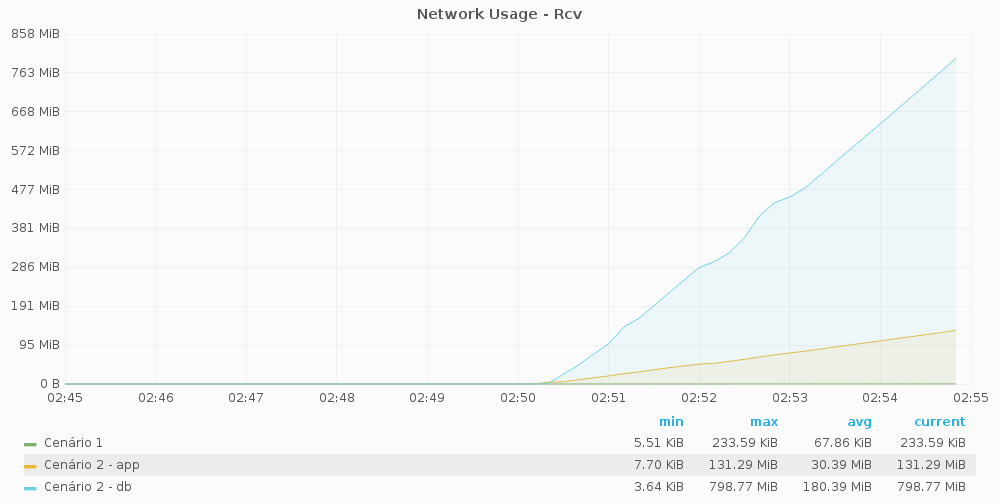 Network Usage - Rcv
858 MiB
763 MiB
668 MiB
572 MiB
477 MiB
381 MiB
286 MiB
191 MiB
95 MiB
0 B
02:45 02:46 02:47 02:48 02:49 02:50 02:51 02:52 02:53 02:54 02:55
min max avg current
Cenário 1 5.51 KiB 233.59 KiB 67.86 KiB 233.59 KiB
Cenário 2 - app 7.70 KiB 131.29 MiB 30.39 MiB 131.29 MiB
Cenário 2 - db 3.64 KiB 798.77 MiB 180.39 MiB 798.77 MiB